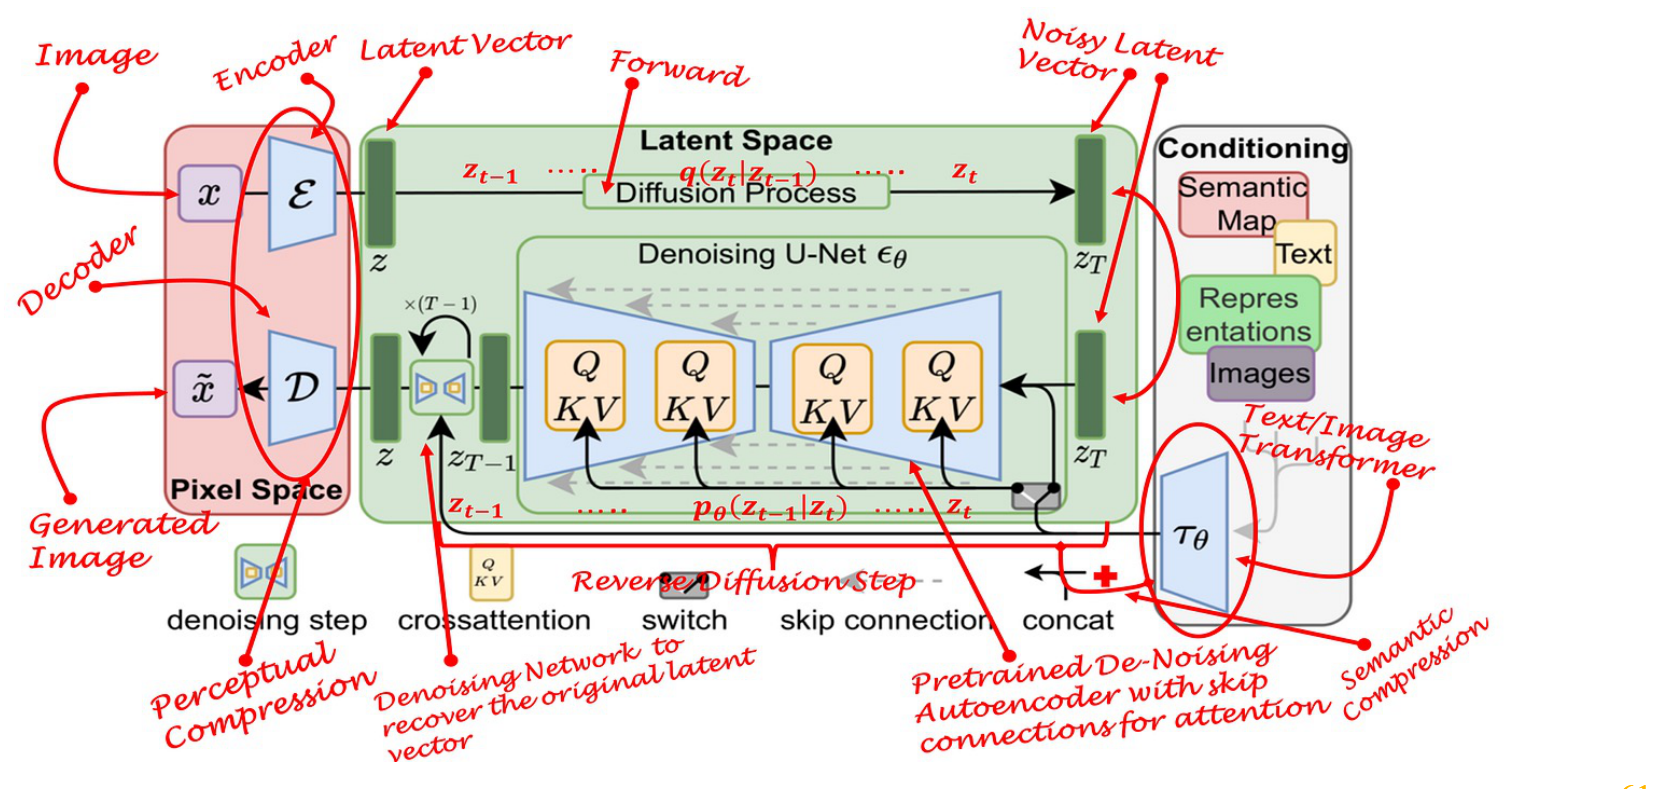 Image
Encoder
Latent Vector
Forward
Noisy Latent
Vector
Latent Space
Conditioning
z_{t-1} ..... q(z_t|z_{t-1}) ..... z_t
Diffusion Process
x
ℰ
z
z_T
Semantic
Map
Text
Repres
entations
Images
Decoder
Denoising U-Net ϵ_θ
×(T − 1)
Q
K V
Q
K V
Q
K V
Q
K V
x̃
D
z
z_{T−1}
z_T
Text/Image
Transformer
Pixel Space
z_{t-1} ..... p_θ(z_{t-1}|z_t) ..... z_t
τ_θ
Generated
Image
Q
K V
Reverse Diffusion Step
denoising step
crossattention
switch
skip connection
concat
Perceptual
Compression
Denoising Network to
recover the original latent
vector
Pretrained De-Noising
Autoencoder with skip
connections for attention
Semantic
Compression